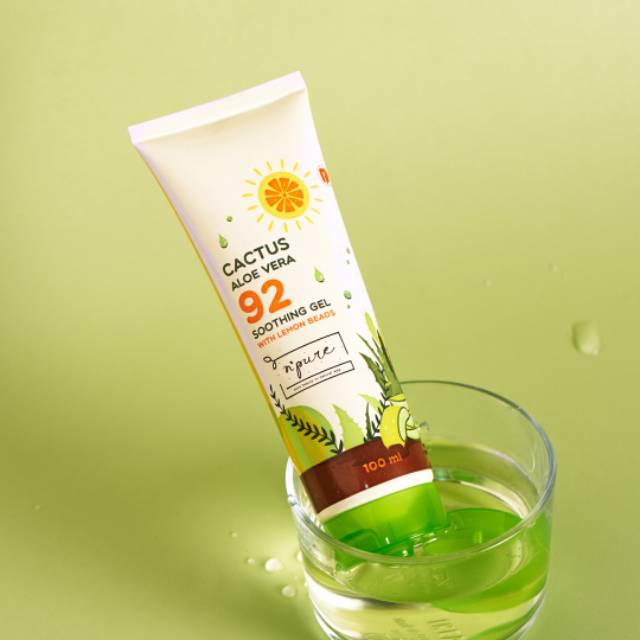 CACTUS
ALOE VERA
92
SOOTHING GEL
WITH LEMON BEADS
n'pure
100 ml